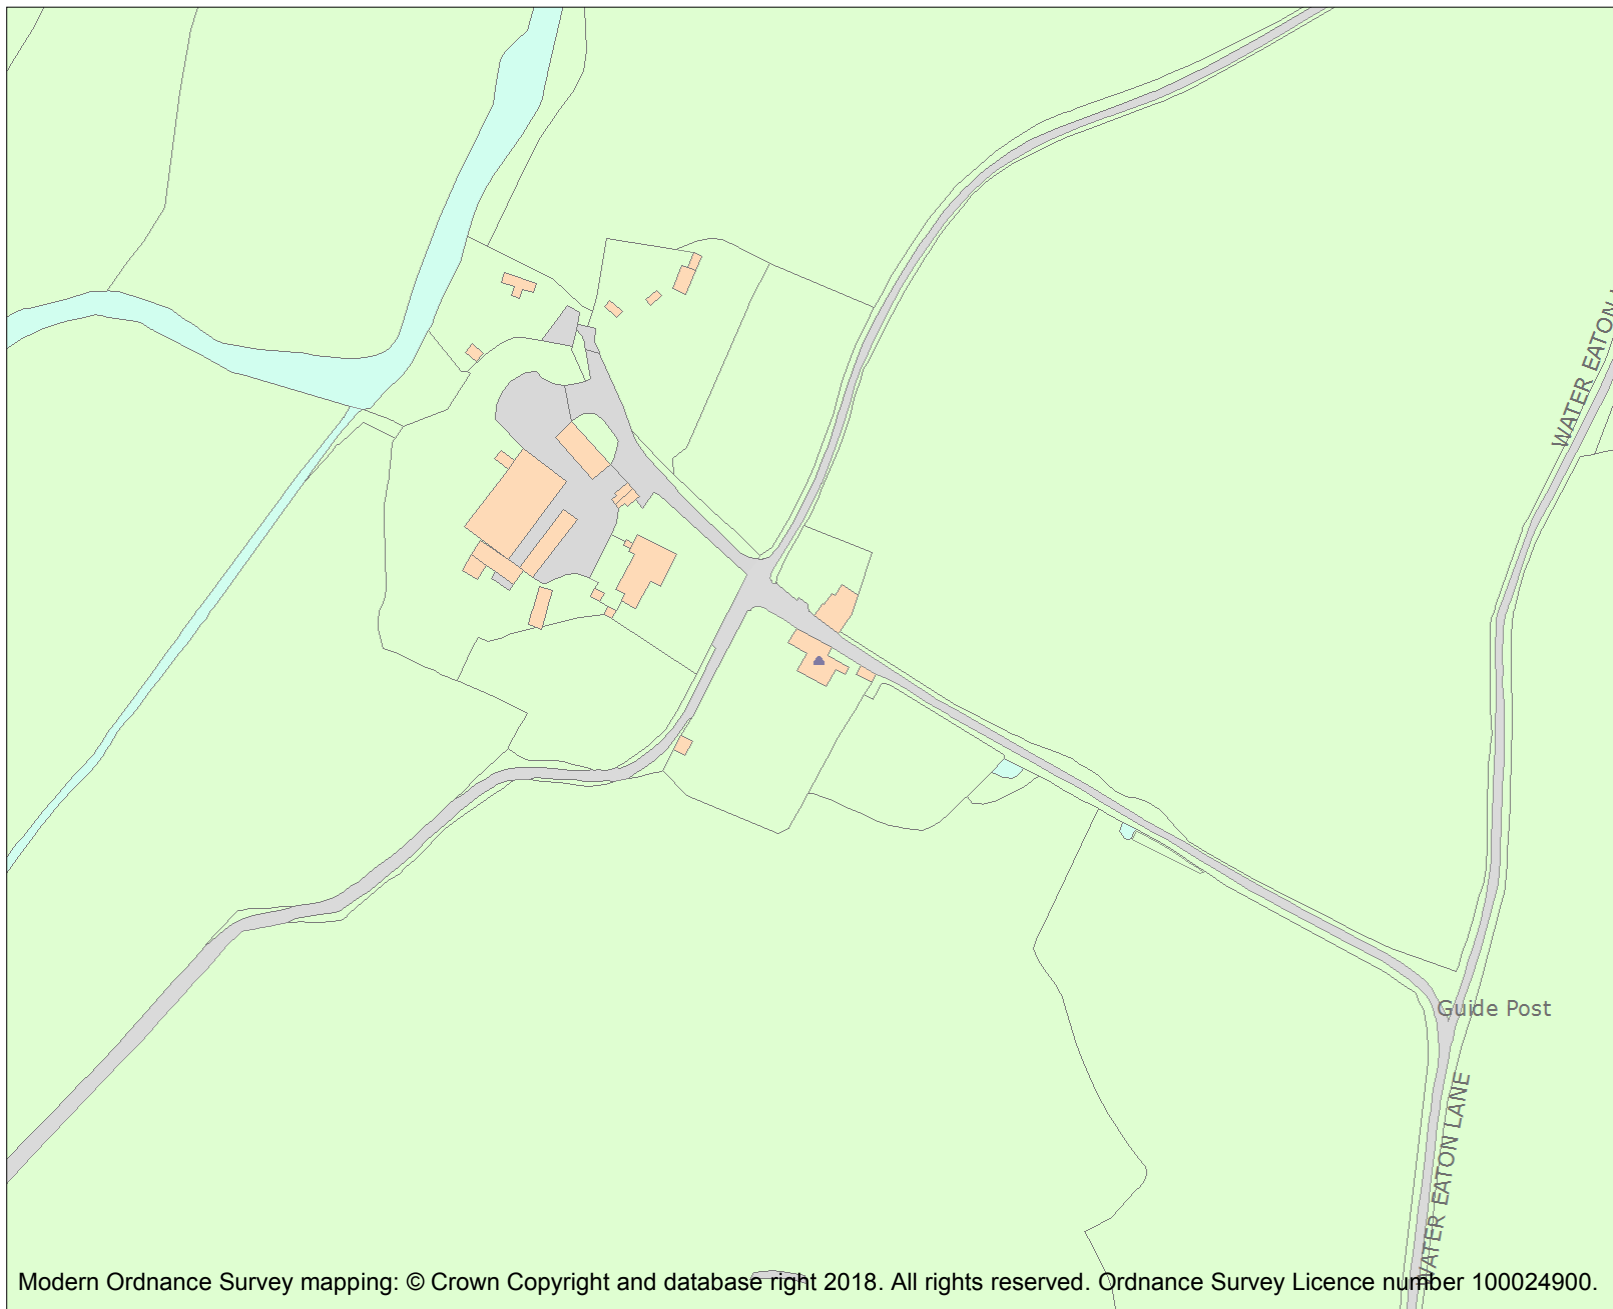 WATER EATON
Guide Post
WATER EATON LANE
Modern Ordnance Survey mapping: © Crown Copyright and database right 2018. All rights reserved. Ordnance Survey Licence number 100024900.